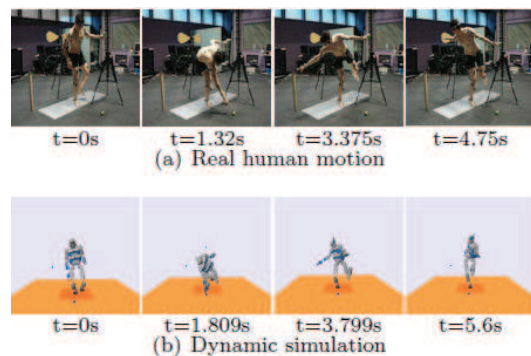 t=0s t=1.32s t=3.375s t=4.75s
(a) Real human motion
t=0s t=1.809s t=3.799s t=5.6s
(b) Dynamic simulation